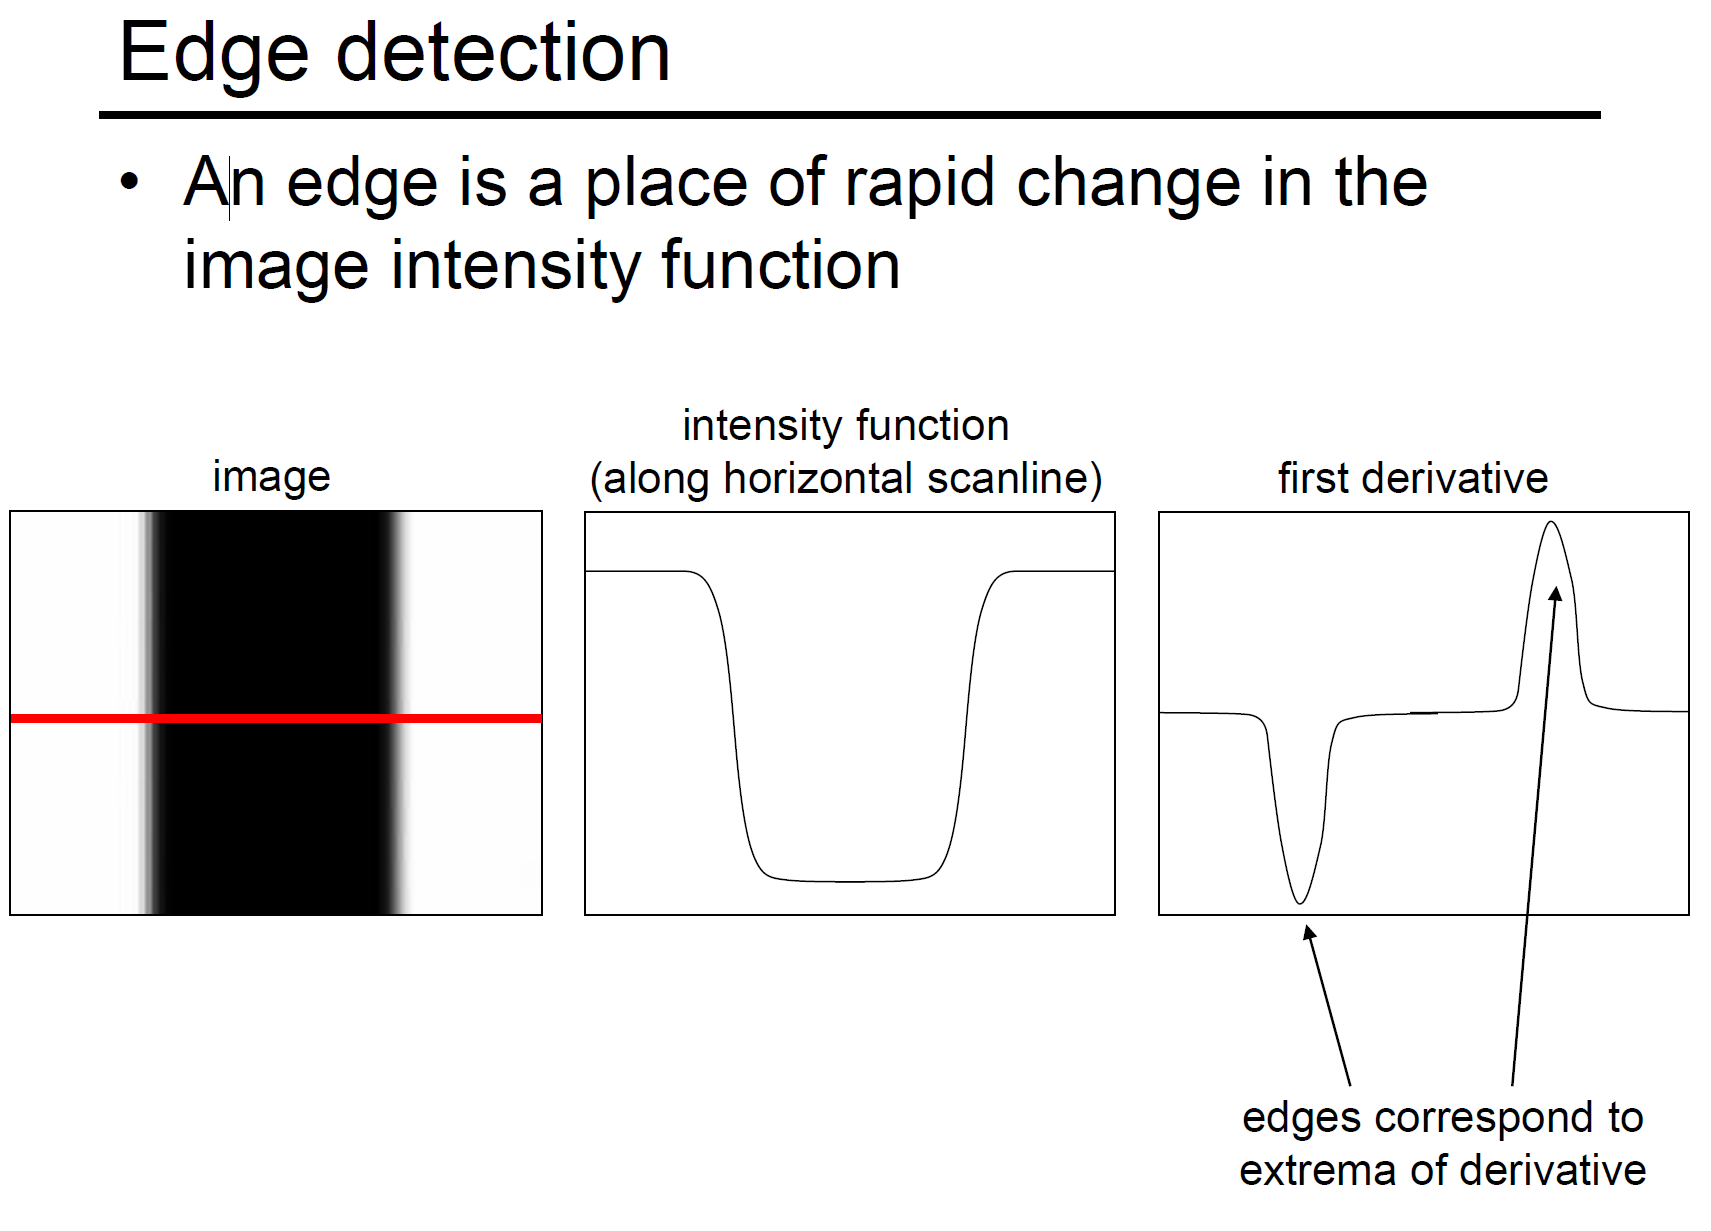 Edge detection
• An edge is a place of rapid change in the
image intensity function
image
intensity function
(along horizontal scanline)
first derivative
edges correspond to
extrema of derivative